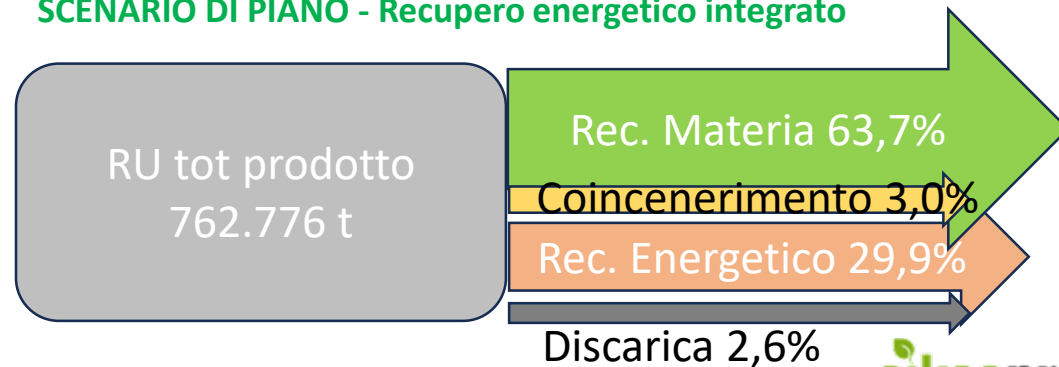 SCENARIO DI PIANO - Recupero energetico integrato
RU tot prodotto
762.776 t
Rec. Materia 63,7%
Coincenerimento 3,0%
Rec. Energetico 29,9%
Discarica 2,6%